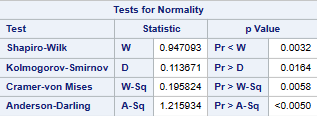 Tests for Normality
Test Statistic p Value
Shapiro-Wilk W 0.947093 Pr < W 0.0032
Kolmogorov-Smirnov D 0.113671 Pr > D 0.0164
Cramer-von Mises W-Sq 0.195824 Pr > W-Sq 0.0058
Anderson-Darling A-Sq 1.215934 Pr > A-Sq <0.0050